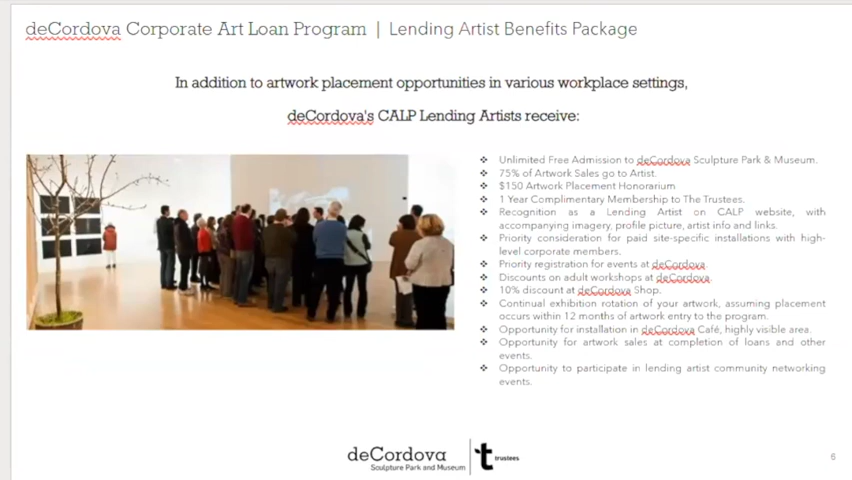 deCordova Corporate Art Loan Program | Lending Artist Benefits Package
In addition to artwork placement opportunities in various workplace settings,
deCordova's CALP Lending Artists receive:
❖ Unlimited Free Admission to deCordova Sculpture Park & Museum.
❖ 75% of Artwork Sales go to Artist.
❖ $150 Artwork Placement Honorarium
❖ 1 Year Complimentary Membership to The Trustees.
❖ Recognition as a Lending Artist on CALP website, with
accompanying imagery, profile picture, artist info and links.
❖ Priority consideration for paid site-specific installations with high-
level corporate members.
❖ Priority registration for events at deCordova.
❖ Discounts on adult workshops at deCordova.
❖ 10% discount at deCordova Shop.
❖ Continual exhibition rotation of your artwork, assuming placement
occurs within 12 months of artwork entry to the program.
❖ Opportunity for installation in deCordova Café, highly visible area.
❖ Opportunity for artwork sales at completion of loans and other
events.
❖ Opportunity to participate in lending artist community networking
events.
deCordova
Sculpture Park and Museum
t trustees
6